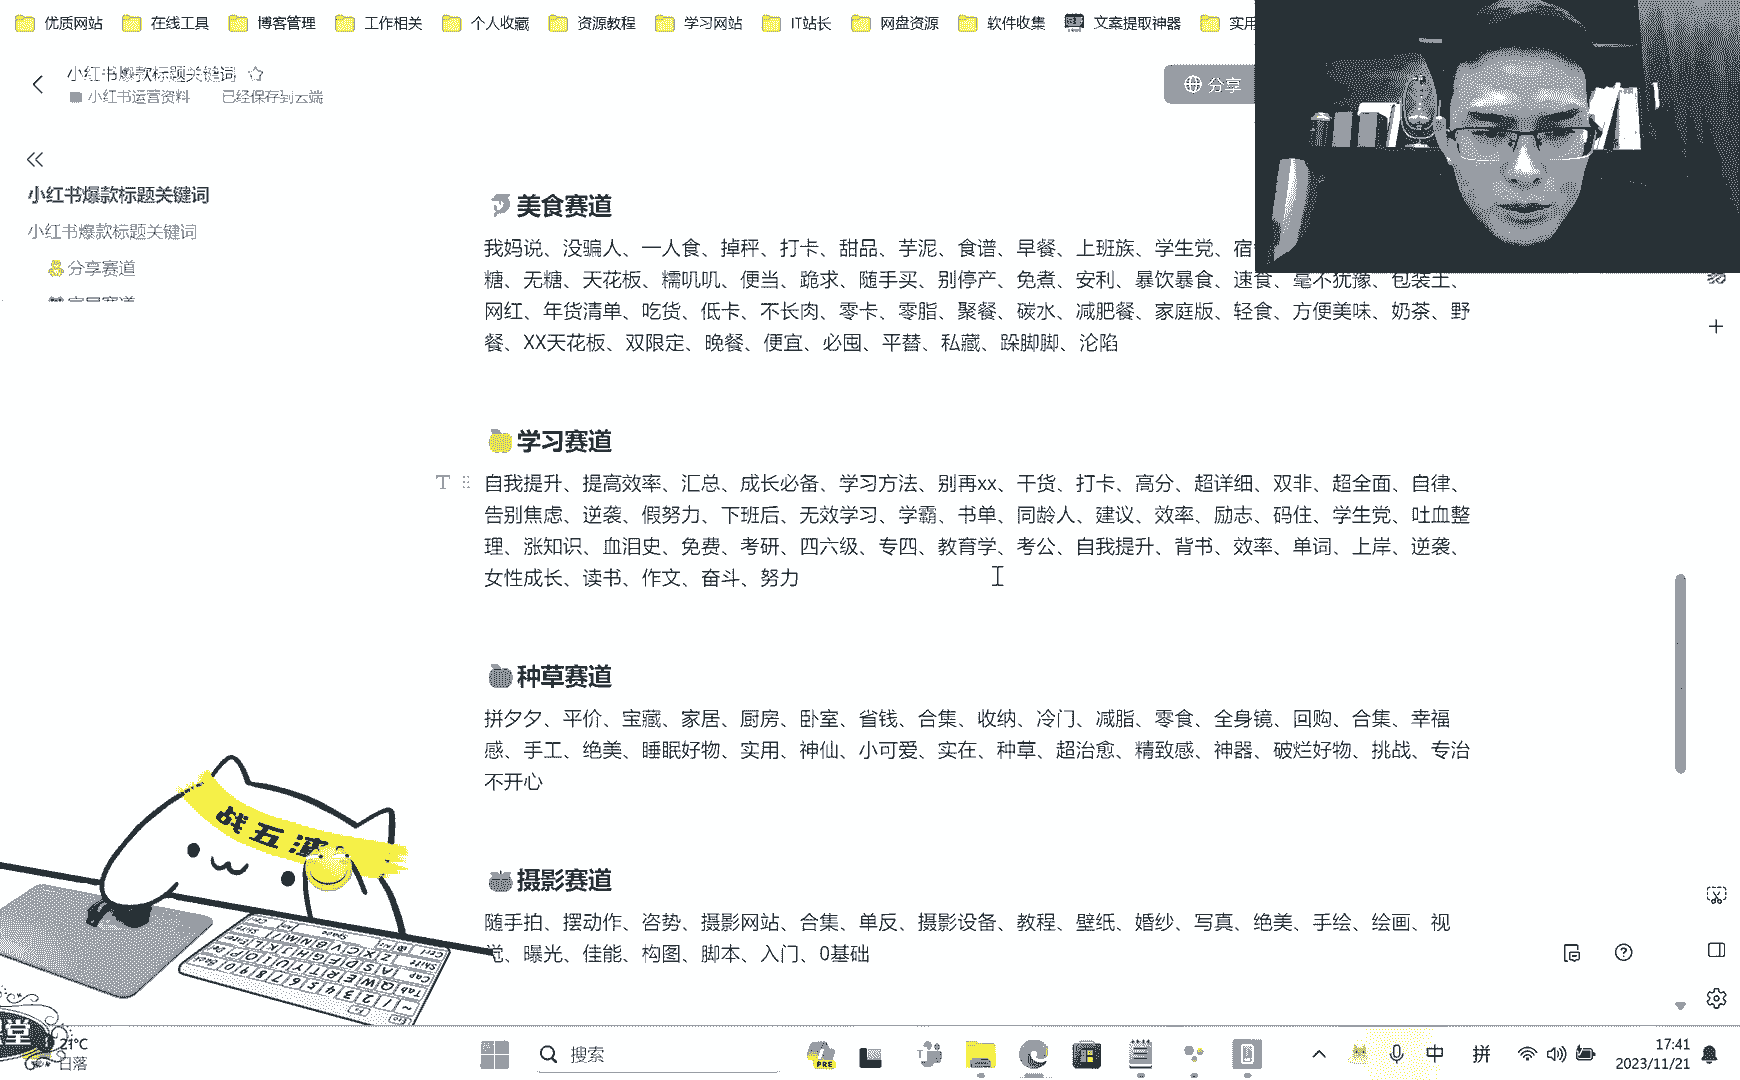 优质网站 在线工具 博客管理 工作相关 个人收藏 资源教程 学习网站 IT站长 网盘资源 软件收集 文案提取神器 实用
小红书爆款标题关键词
小红书运营资料 已经保存到云端
分享
小红书爆款标题关键词
小红书爆款标题关键词
分享赛道
美食赛道
我妈说、没骗人、一人食、掉秤、打卡、甜品、芋泥、食谱、早餐、上班族、学生党、宿
糖、无糖、天花板、糯叽叽、便当、跪求、随手买、别停产、免煮、安利、暴饮暴食、速食、毫不犹豫、包装土、
网红、年货清单、吃货、低卡、不长肉、零卡、零脂、聚餐、碳水、减肥餐、家庭版、轻食、方便美味、奶茶、野
餐、XX天花板、双限定、晚餐、便宜、必囤、平替、私藏、跺脚脚、沦陷
学习赛道
自我提升、提高效率、汇总、成长必备、学习方法、别再xx、干货、打卡、高分、超详细、双非、超全面、自律、
告别焦虑、逆袭、假努力、下班后、无效学习、学霸、书单、同龄人、建议、效率、励志、码住、学生党、吐血整
理、涨知识、血泪史、免费、考研、四六级、专四、教育学、考公、自我提升、背书、效率、单词、上岸、逆袭、
女性成长、读书、作文、奋斗、努力
种草赛道
拼夕夕、平价、宝藏、家居、厨房、卧室、省钱、合集、收纳、冷门、减脂、零食、全身镜、回购、合集、幸福
感、手工、绝美、睡眠好物、实用、神仙、小可爱、实在、种草、超治愈、精致感、神器、破烂好物、挑战、专治
不开心
摄影赛道
随手拍、摆动作、咨势、摄影网站、合集、单反、摄影设备、教程、壁纸、婚纱、写真、绝美、手绘、绘画、视
觉、曝光、佳能、构图、脚本、入门、0基础
战五渣
堂
21°C
日落
搜索
PRE
中 拼
17:41
2023/11/21